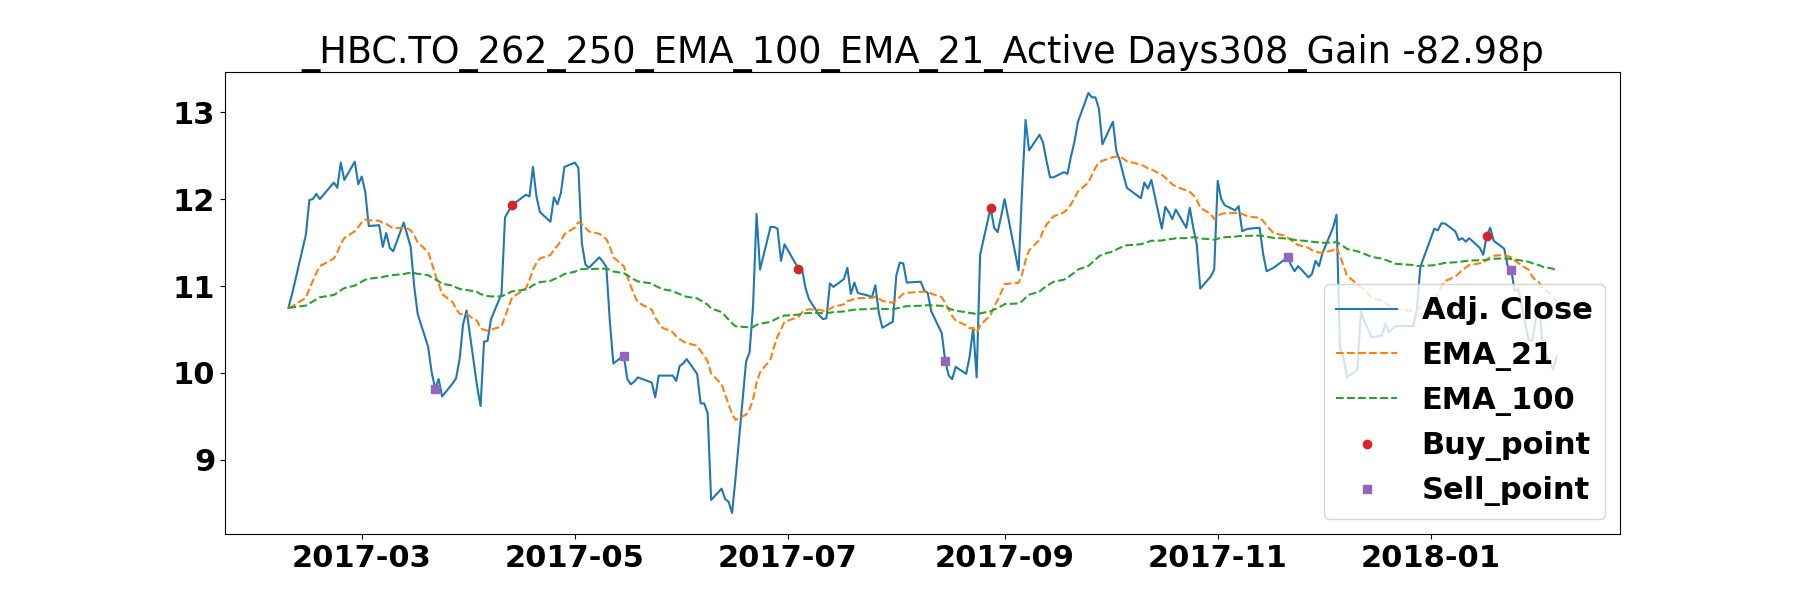 _HBC.TO_262_250_EMA_100_EMA_21_Active Days308_Gain -82.98p
13
12
11
10
9
2017-03 2017-05 2017-07 2017-09 2017-11 2018-01
Adj. Close
EMA_21
EMA_100
Buy_point
Sell_point